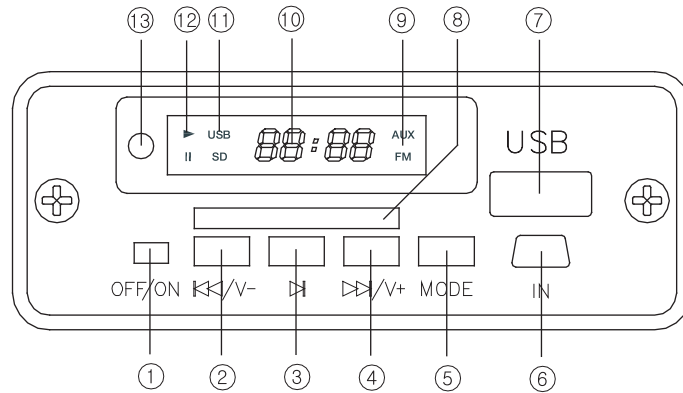 ⑬ ⑫ ⑪ ⑩ ⑨ ⑧ ⑦
USB 88:88 AUX
SD FM
USB
OFF/ON /V- /V+ MODE IN
① ② ③ ④ ⑤ ⑥